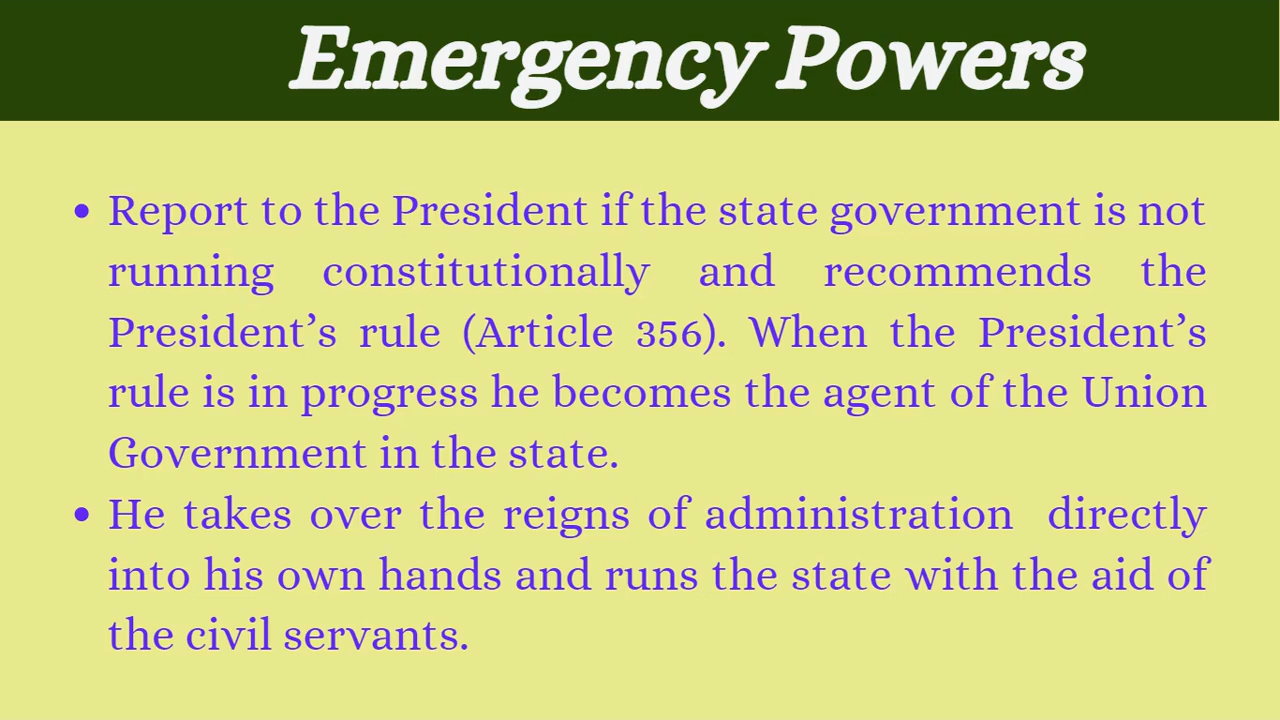 Emergency Powers
• Report to the President if the state government is not
running constitutionally and recommends the
President's rule (Article 356). When the President's
rule is in progress he becomes the agent of the Union
Government in the state.
• He takes over the reigns of administration directly
into his own hands and runs the state with the aid of
the civil servants.